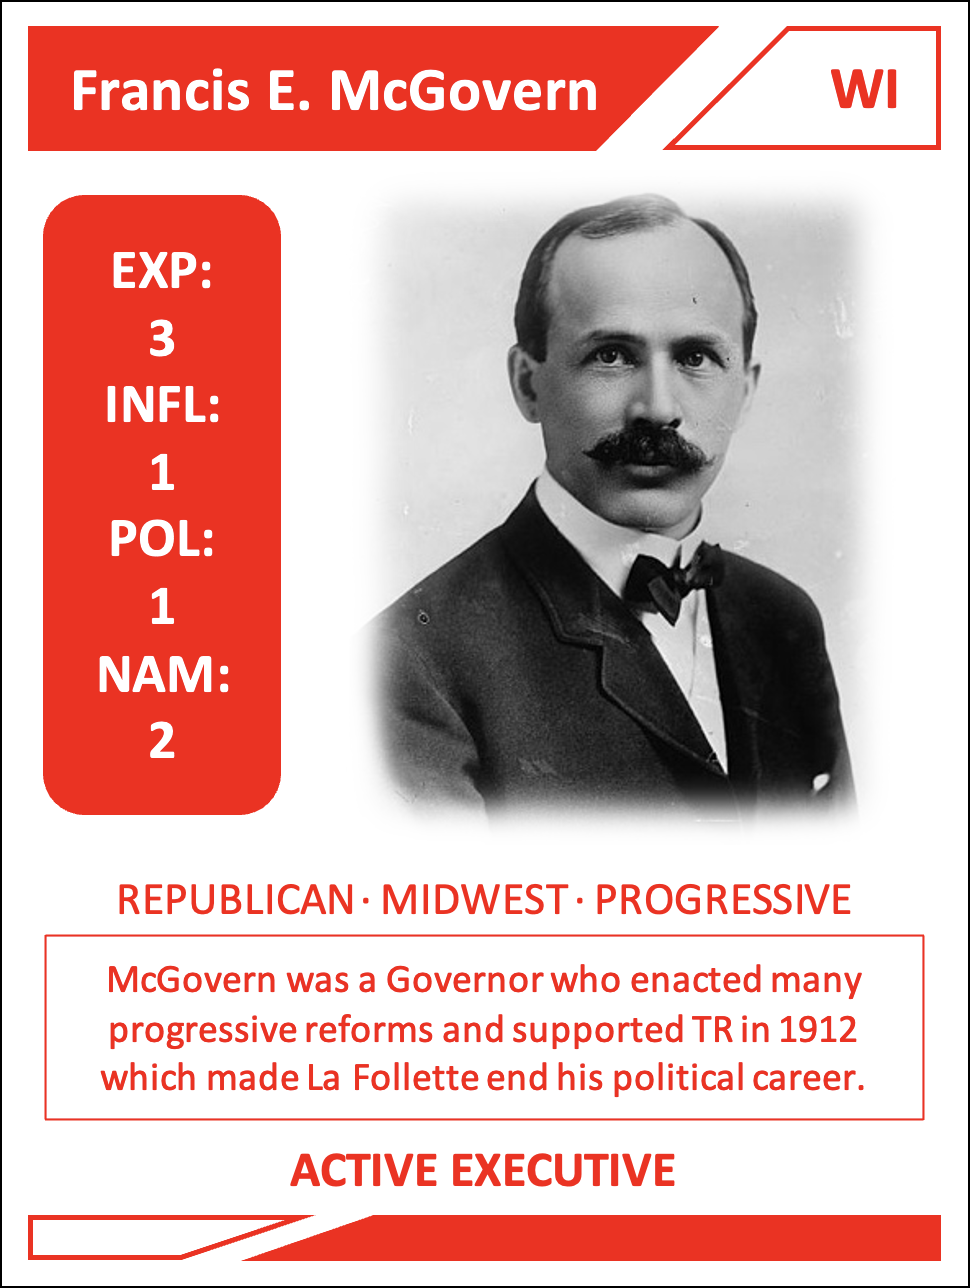 Francis E. McGovern
WI
EXP:
3
INFL:
1
POL:
1
NAM:
2
REPUBLICAN · MIDWEST · PROGRESSIVE
McGovern was a Governor who enacted many
progressive reforms and supported TR in 1912
which made La Follette end his political career.
ACTIVE EXECUTIVE